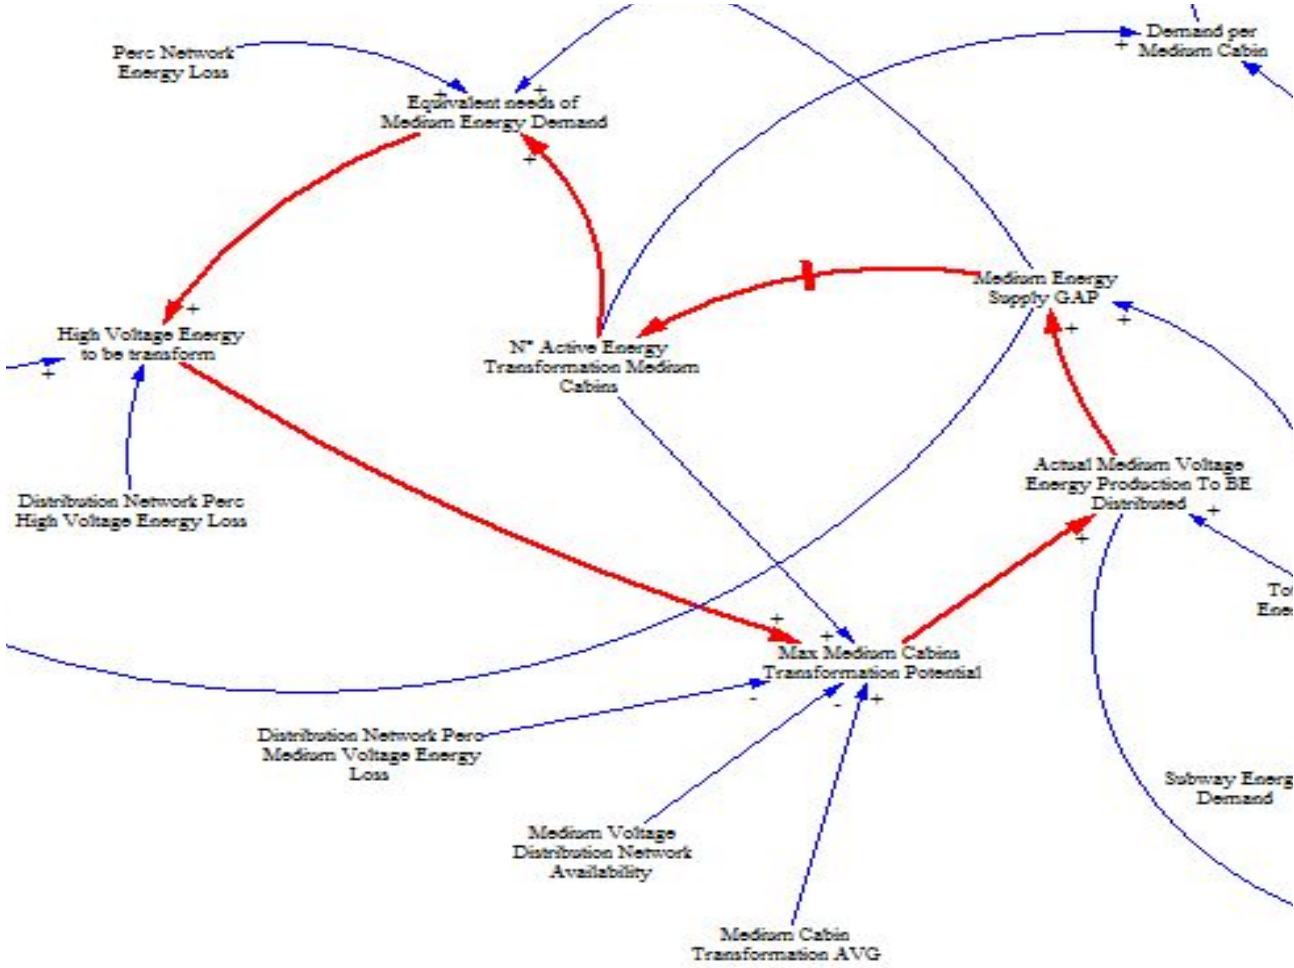 Demand per
Medium Cabin
Perc Network
Energy Loss
Equivalent needs of
Medium Energy Demand
Medium Energy
Supply GAP
High Voltage Energy
to be transform
N° Active Energy
Transformation Medium
Cabins
Actual Medium Voltage
Energy Production To BE
Distributed
Distribution Network Perc
High Voltage Energy Loss
Max Medium Cabins
Transformation Potential
Distribution Network Perc
Medium Voltage Energy
Loss
Subway Energ
Demand
Medium Voltage
Distribution Network
Availability
Medium Cabin
Transformation AVG